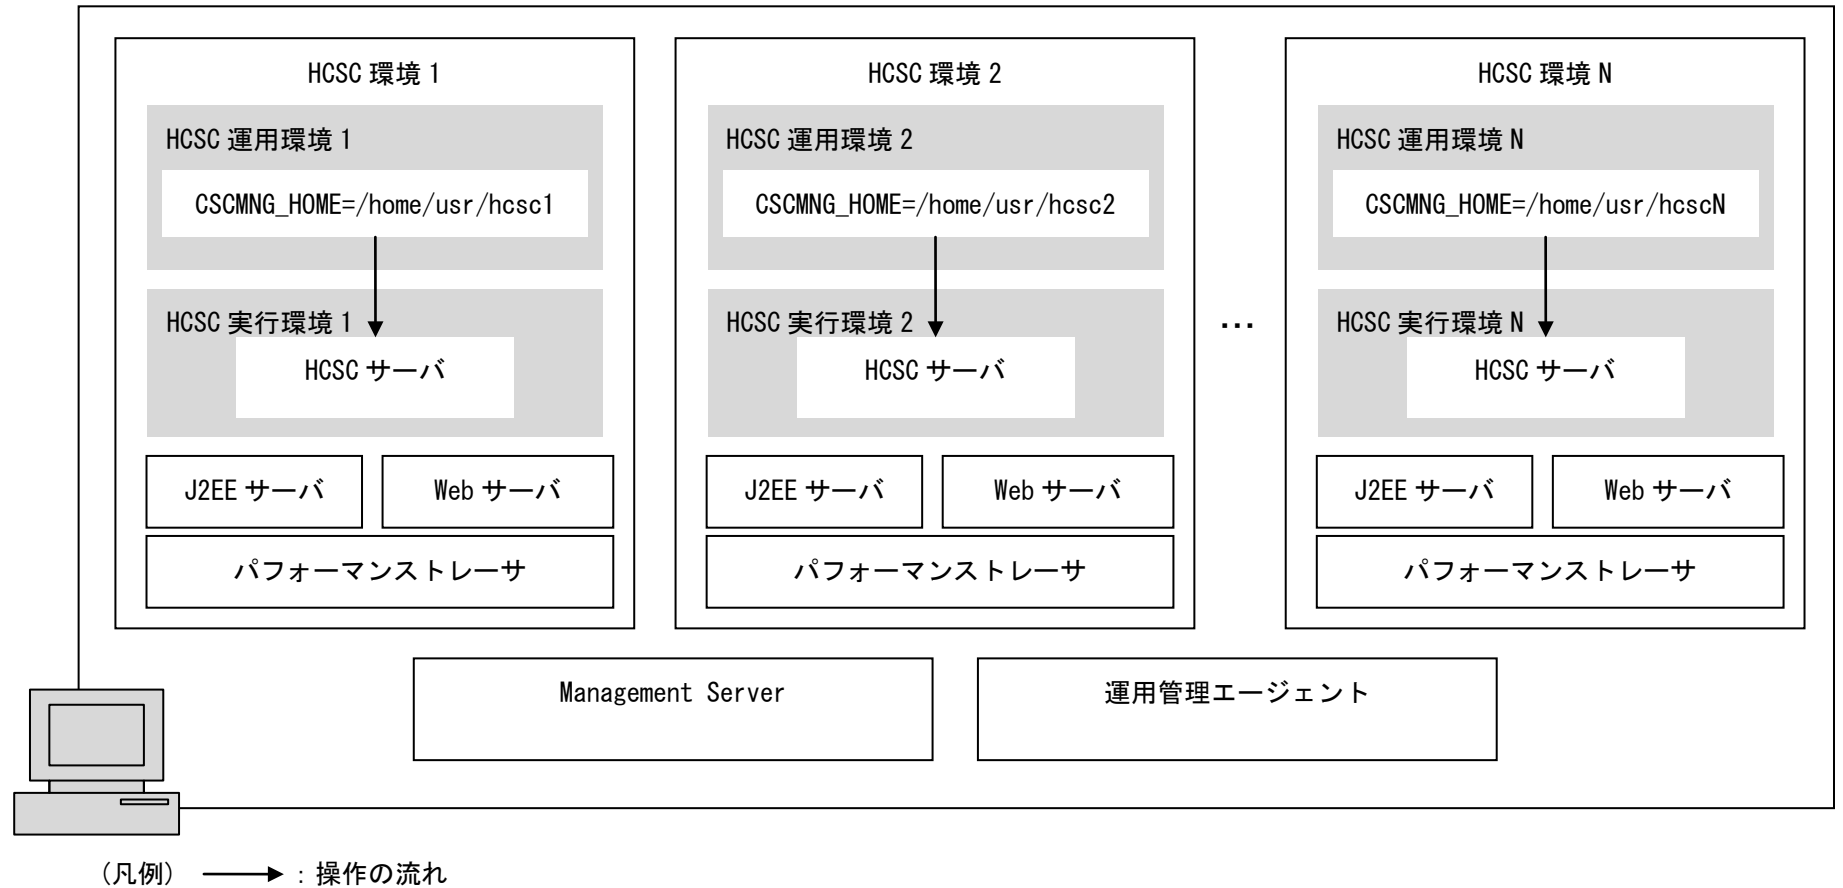 HCSC 環境 1
HCSC 運用環境 1
CSCMNG_HOME=/home/usr/hcsc1
HCSC 実行環境 1
HCSC サーバ
J2EE サーバ
Web サーバ
パフォーマンストレーサ
HCSC 環境 2
HCSC 運用環境 2
CSCMNG_HOME=/home/usr/hcsc2
HCSC 実行環境 2
HCSC サーバ
J2EE サーバ
Web サーバ
パフォーマンストレーサ
…
HCSC 環境 N
HCSC 運用環境 N
CSCMNG_HOME=/home/usr/hcscN
HCSC 実行環境 N
HCSC サーバ
J2EE サーバ
Web サーバ
パフォーマンストレーサ
Management Server
運用管理エージェント
(凡例) : 操作の流れ